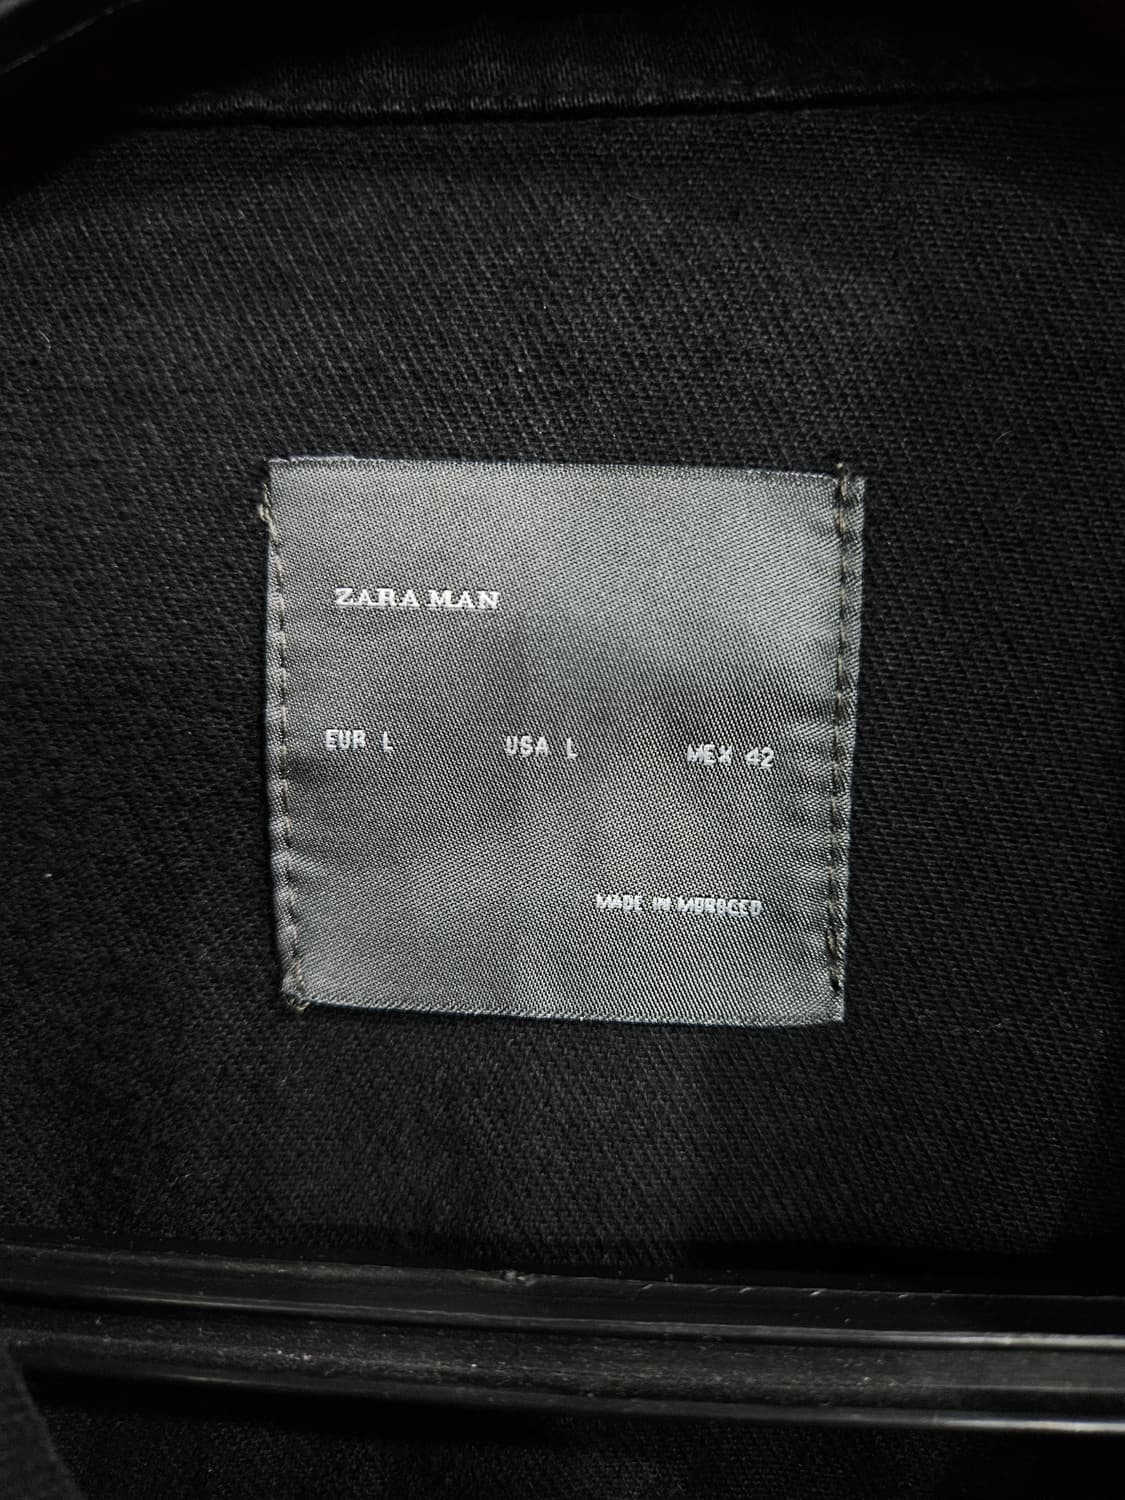 ZARA MAN
EUR L USA L MEX 42
MADE IN MOROCCO